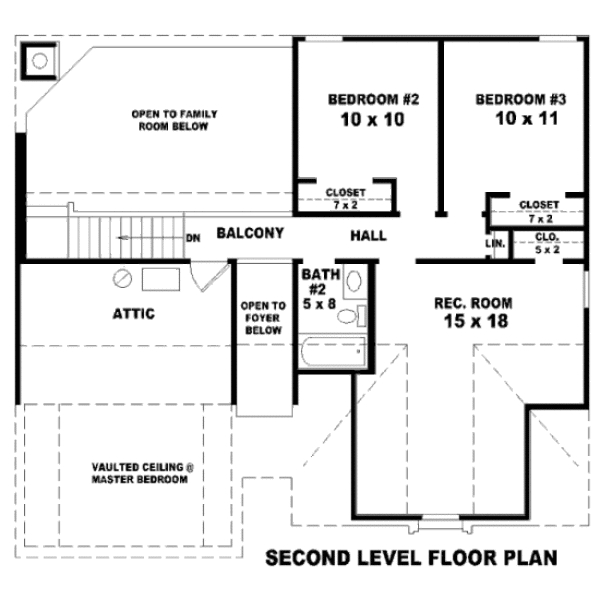 OPEN TO FAMILY
ROOM BELOW
BEDROOM #2
10 x 10
BEDROOM #3
10 x 11
CLOSET
7 x 2
CLOSET
7 x 2
DN
BALCONY
HALL
LIN.
CLO.
5 x 2
ATTIC
OPEN TO
FOYER
BELOW
BATH
#2
5 x 8
REC. ROOM
15 x 18
VAULTED CEILING @
MASTER BEDROOM
SECOND LEVEL FLOOR PLAN